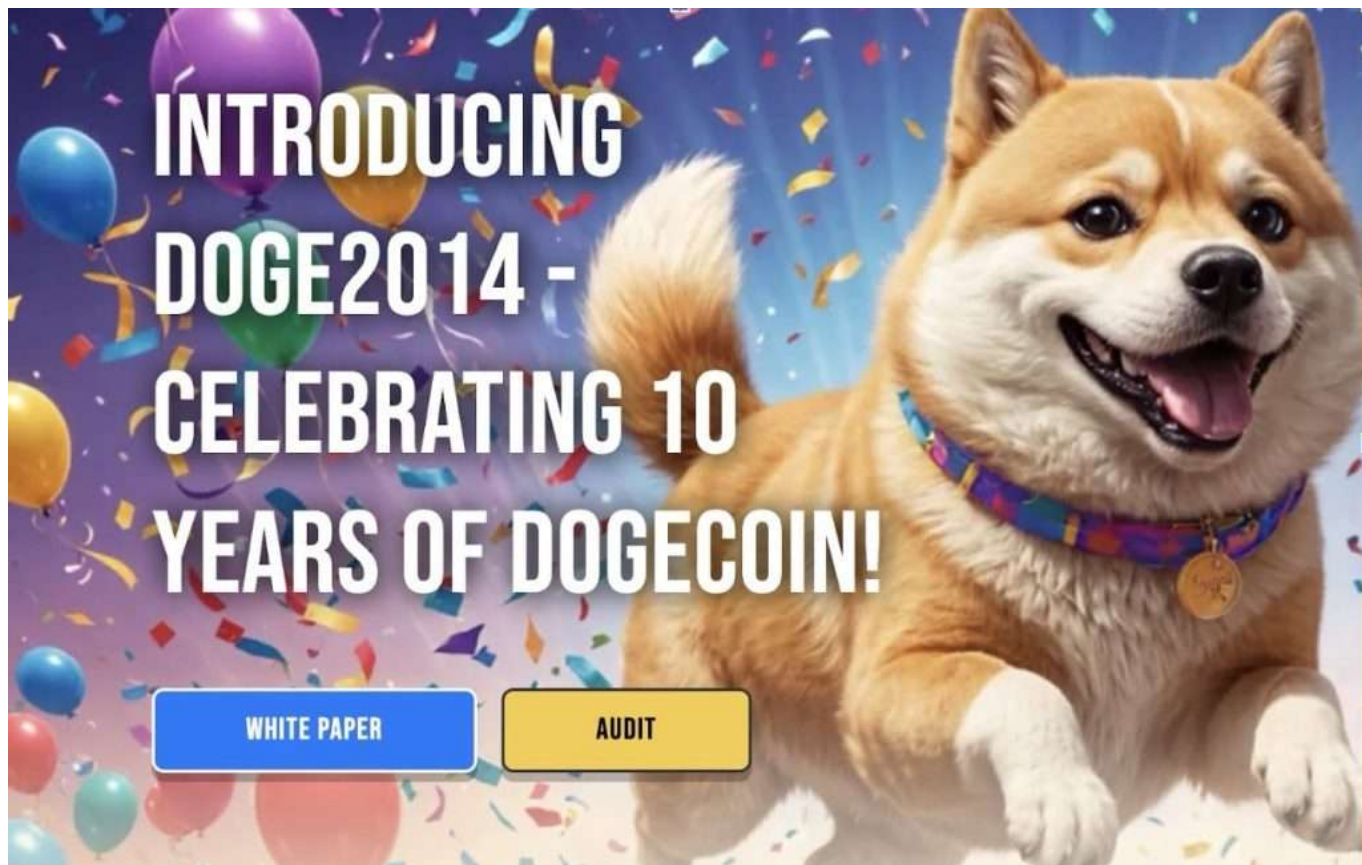 INTRODUCING
DOGE2014 -
CELEBRATING 10
YEARS OF DOGECOIN!
WHITE PAPER
AUDIT